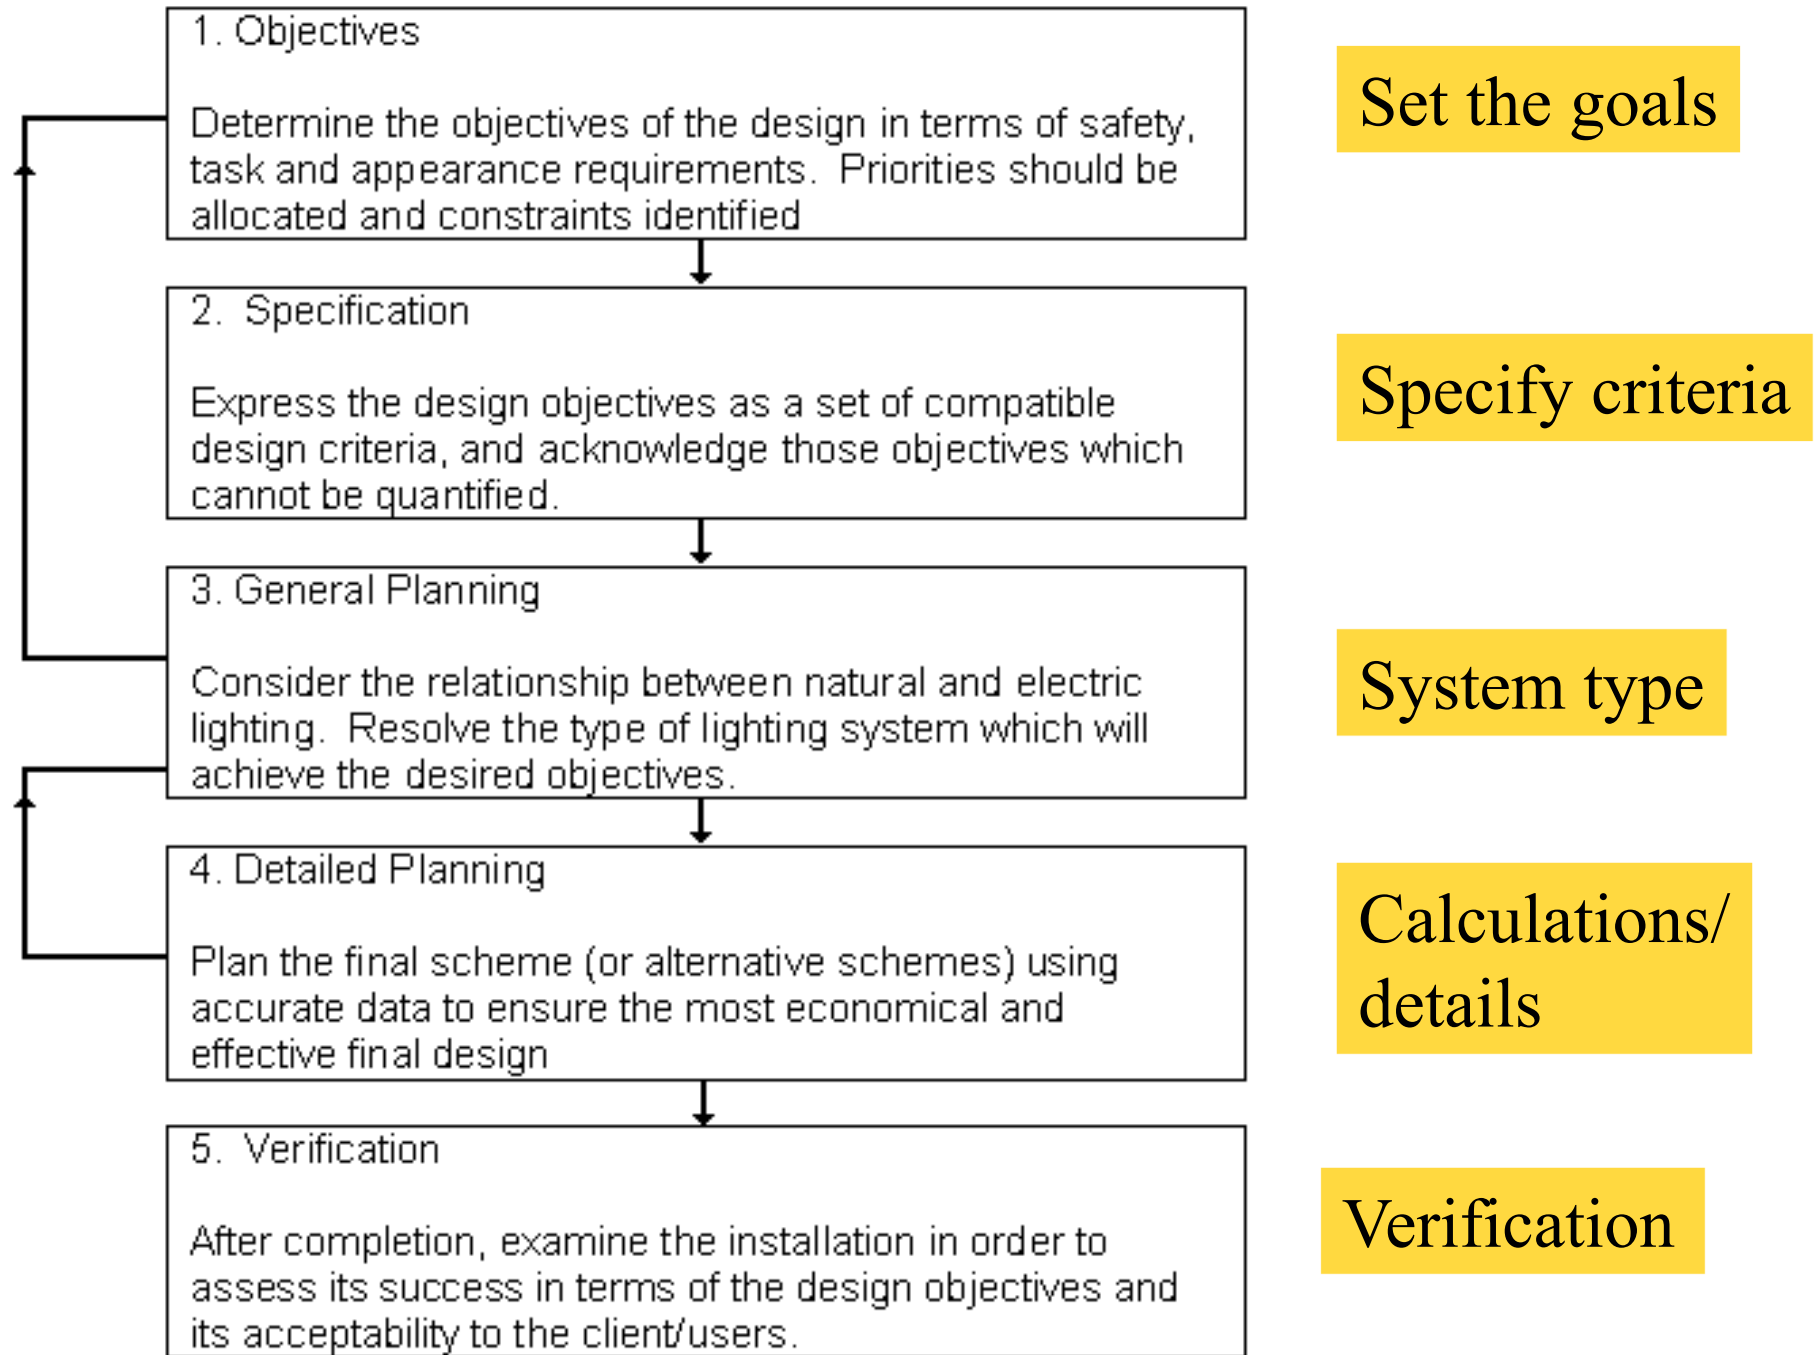 1. Objectives
Determine the objectives of the design in terms of safety,
task and appearance requirements.  Priorities should be
allocated and constraints identified
Set the goals
2.  Specification
Express the design objectives as a set of compatible
design criteria, and acknowledge those objectives which
cannot be quantified.
Specify criteria
3. General Planning
Consider the relationship between natural and electric
lighting.  Resolve the type of lighting system which will
achieve the desired objectives.
System type
4. Detailed Planning
Plan the final scheme (or alternative schemes) using
accurate data to ensure the most economical and
effective final design
Calculations/
details
5.  Verification
After completion, examine the installation in order to
assess its success in terms of the design objectives and
its acceptability to the client/users.
Verification